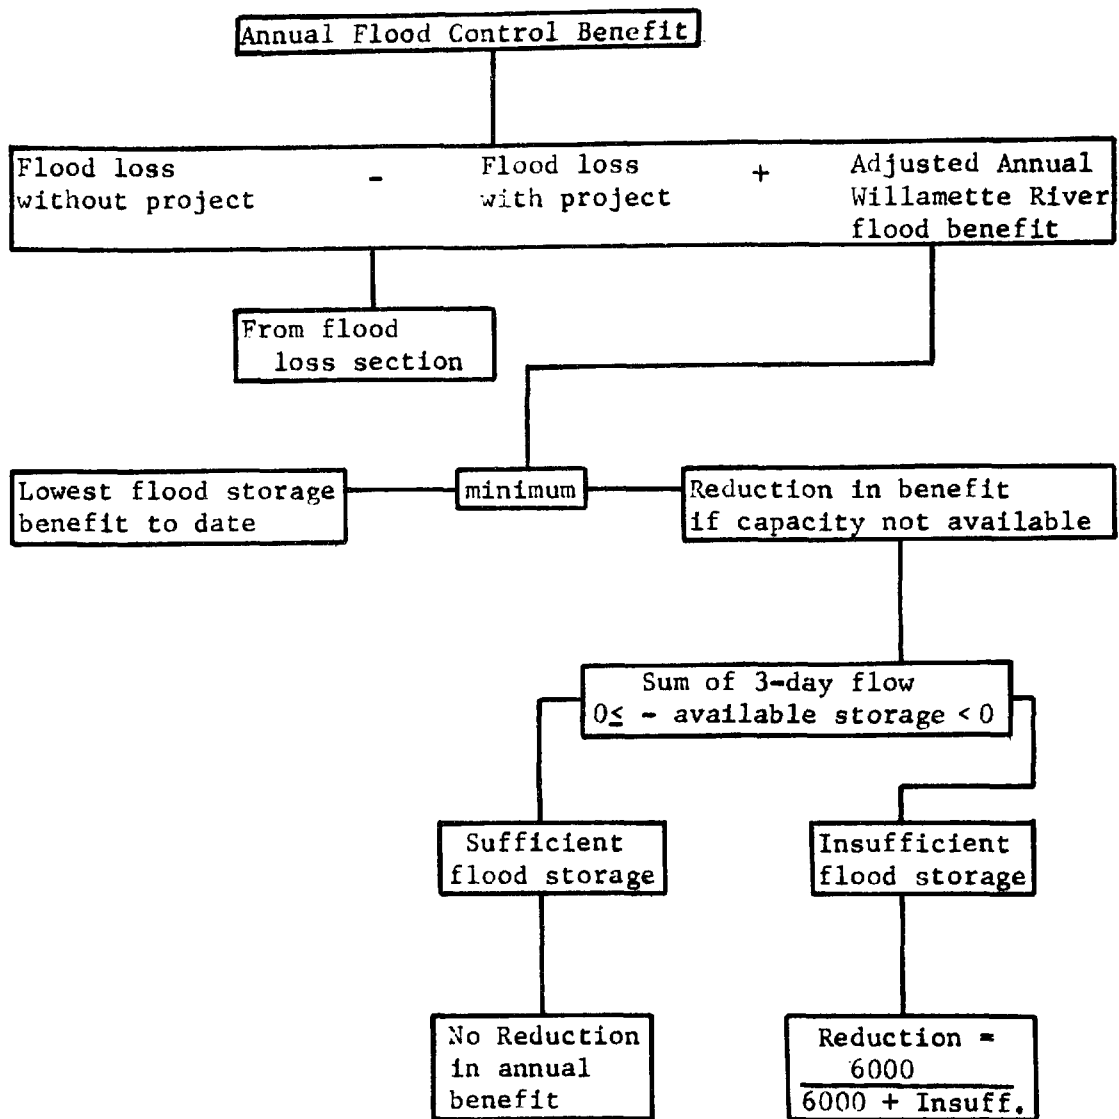 Annual Flood Control Benefit
Flood loss
without project
-
Flood loss
with project
+
Adjusted Annual
Willamette River
flood benefit
From flood
loss section
Lowest flood storage
benefit to date
minimum
Reduction in benefit
if capacity not available
Sum of 3-day flow
0≤ - available storage < 0
Sufficient
flood storage
Insufficient
flood storage
No Reduction
in annual
benefit
Reduction =
6000
6000 + Insuff.